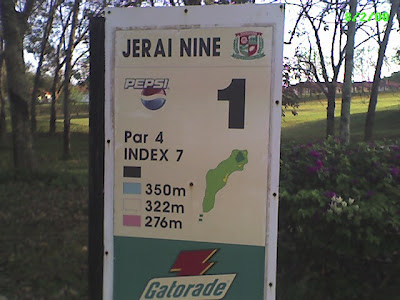 JERAI NINE
PEPSI
1
Par 4
INDEX 7
350m
322m
276m
Gatorade